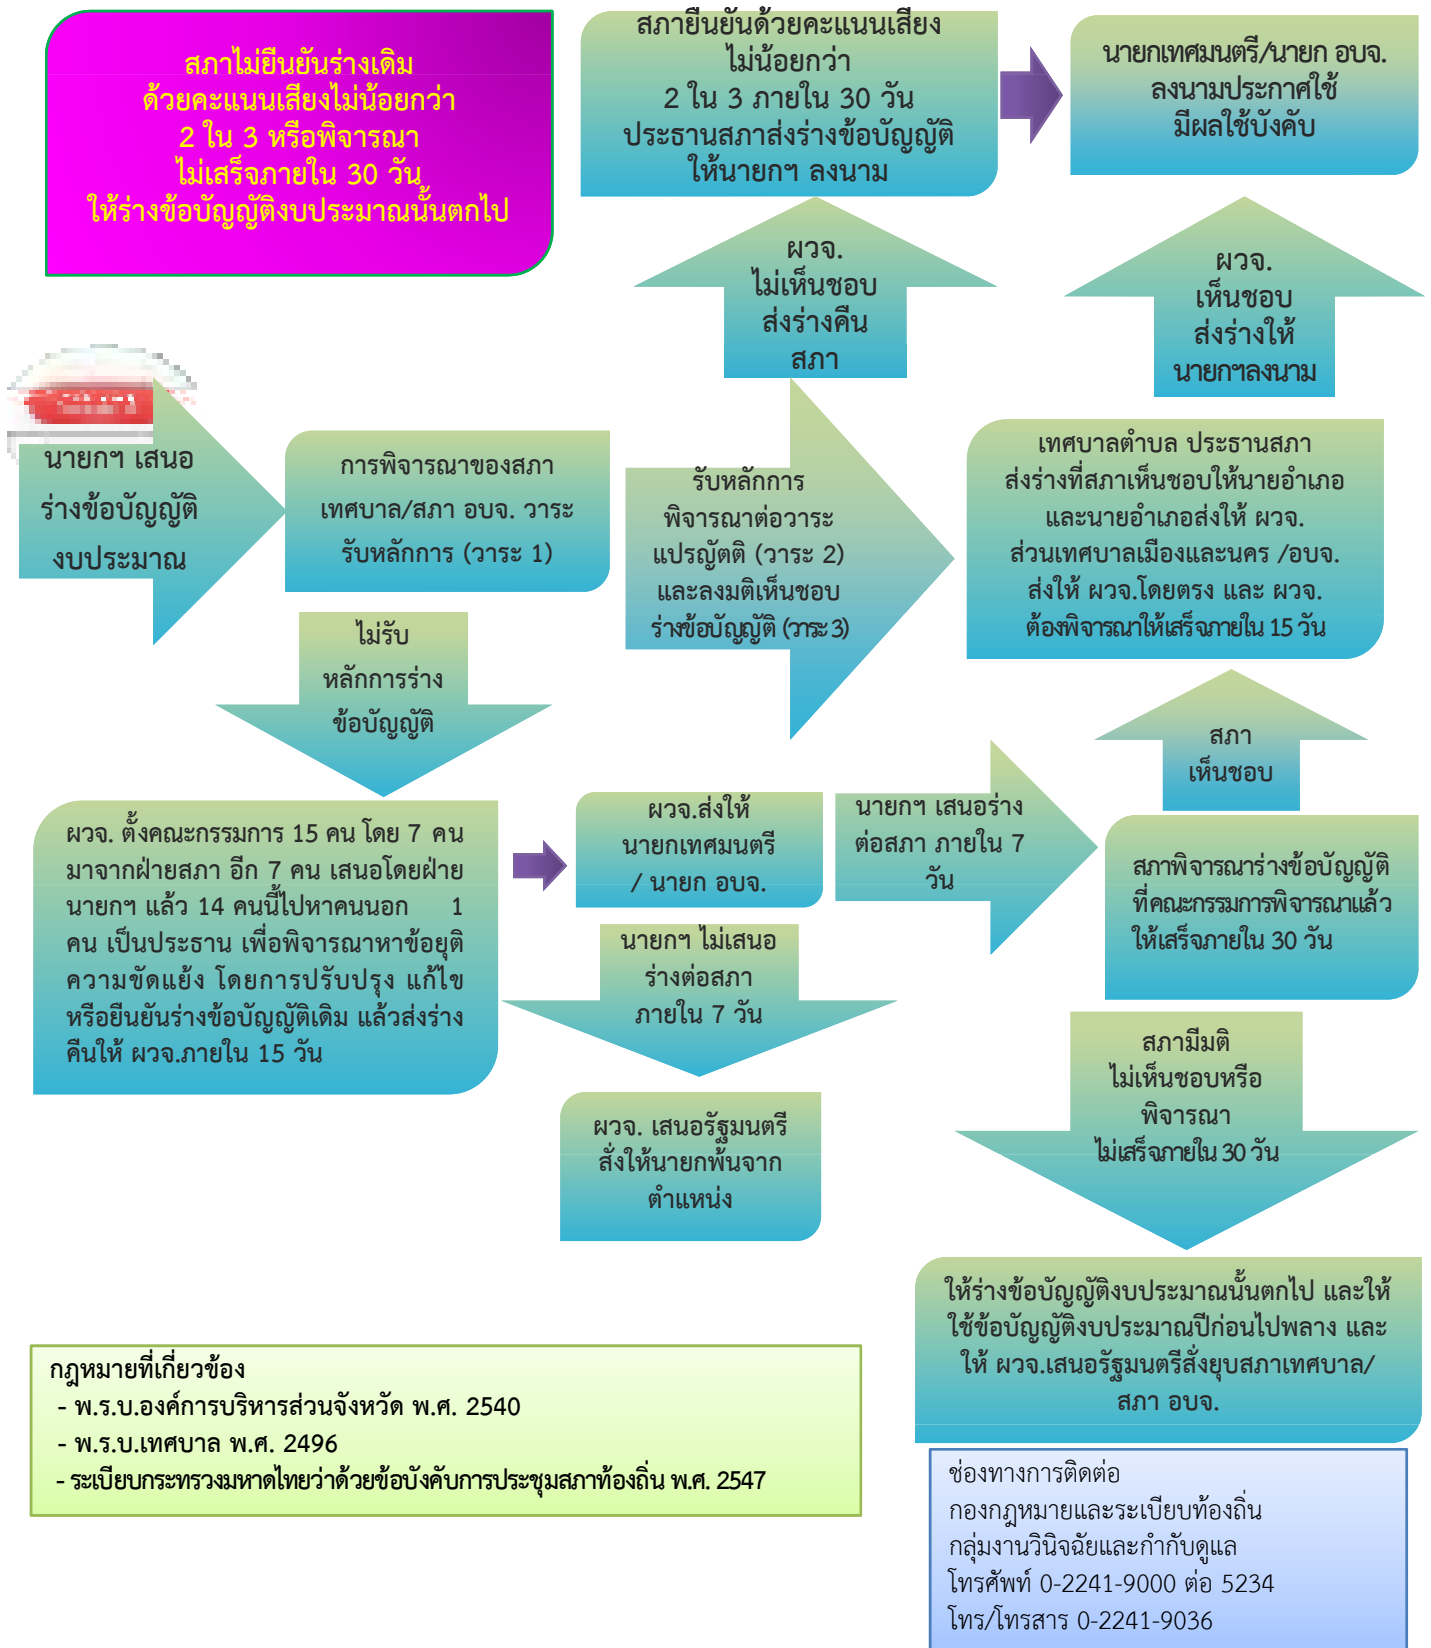 สภาไม่ยืนยันร่างเดิม
ด้วยคะแนนเสียงไม่น้อยกว่า
2 ใน 3 หรือพิจารณา
ไม่เสร็จภายใน 30 วัน
ให้ร่างข้อบัญญัติงบประมาณนั้นตกไป
สภายืนยันด้วยคะแนนเสียง
ไม่น้อยกว่า
2 ใน 3 ภายใน 30 วัน
ประธานสภาส่งร่างข้อบัญญัติ
ให้นายกฯ ลงนาม
นายกเทศมนตรี/นายก อบจ.
ลงนามประกาศใช้
มีผลใช้บังคับ
ผวจ.
ไม่เห็นชอบ
ส่งร่างคืน
สภา
ผวจ.
เห็นชอบ
ส่งร่างให้
นายกฯลงนาม
นายกฯ เสนอ
ร่างข้อบัญญัติ
งบประมาณ
การพิจารณาของสภา
เทศบาล/สภา อบจ. วาระ
รับหลักการ (วาระ 1)
รับหลักการ
พิจารณาต่อวาระ
แปรญัตติ (วาระ 2)
และลงมติเห็นชอบ
ร่างข้อบัญญัติ (วาระ 3)
เทศบาลตำบล ประธานสภา
ส่งร่างที่สภาเห็นชอบให้นายอำเภอ
และนายอำเภอส่งให้ ผวจ.
ส่วนเทศบาลเมืองและนคร /อบจ.
ส่งให้ ผวจ.โดยตรง และ ผวจ.
ต้องพิจารณาให้เสร็จภายใน 15 วัน
ไม่รับ
หลักการร่าง
ข้อบัญญัติ
สภา
เห็นชอบ
ผวจ. ตั้งคณะกรรมการ 15 คน โดย 7 คน
มาจากฝ่ายสภา อีก 7 คน เสนอโดยฝ่าย
นายกฯ แล้ว 14 คนนี้ไปหาคนนอก 1
คน เป็นประธาน เพื่อพิจารณาหาข้อยุติ
ความขัดแย้ง โดยการปรับปรุง แก้ไข
หรือยืนยันร่างข้อบัญญัติเดิม แล้วส่งร่าง
คืนให้ ผวจ.ภายใน 15 วัน
ผวจ.ส่งให้
นายกเทศมนตรี
/ นายก อบจ.
นายกฯ เสนอร่าง
ต่อสภา ภายใน 7
วัน
สภาพิจารณาร่างข้อบัญญัติ
ที่คณะกรรมการพิจารณาแล้ว
ให้เสร็จภายใน 30 วัน
นายกฯ ไม่เสนอ
ร่างต่อสภา
ภายใน 7 วัน
สภามีมติ
ไม่เห็นชอบหรือ
พิจารณา
ไม่เสร็จภายใน 30 วัน
ผวจ. เสนอรัฐมนตรี
สั่งให้นายกพ้นจาก
ตำแหน่ง
ให้ร่างข้อบัญญัติงบประมาณนั้นตกไป และให้
ใช้ข้อบัญญัติงบประมาณปีก่อนไปพลาง และ
ให้ ผวจ.เสนอรัฐมนตรีสั่งยุบสภาเทศบาล/
สภา อบจ.
กฎหมายที่เกี่ยวข้อง
- พ.ร.บ.องค์การบริหารส่วนจังหวัด พ.ศ. 2540
- พ.ร.บ.เทศบาล พ.ศ. 2496
- ระเบียบกระทรวงมหาดไทยว่าด้วยข้อบังคับการประชุมสภาท้องถิ่น พ.ศ. 2547
ช่องทางการติดต่อ
กองกฎหมายและระเบียบท้องถิ่น
กลุ่มงานวินิจฉัยและกำกับดูแล
โทรศัพท์ 0-2241-9000 ต่อ 5234
โทร/โทรสาร 0-2241-9036